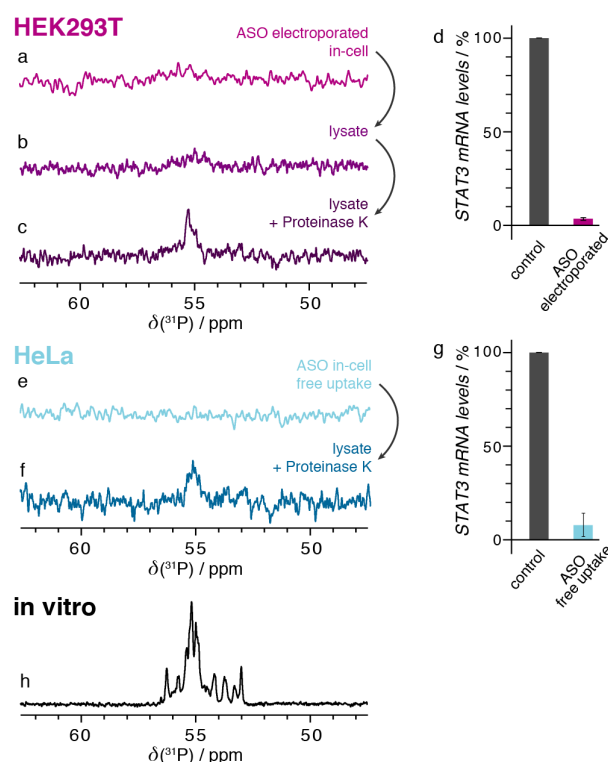 HEK293T
a
ASO electroporated
in-cell
b
lysate
c
lysate
+ Proteinase K
60
55
50
δ(³¹P) / ppm
d
STAT3 mRNA levels / %
100
50
0
control
ASO
electroporated
HeLa
e
ASO in-cell
free uptake
f
lysate
+ Proteinase K
60
55
50
δ(³¹P) / ppm
g
STAT3 mRNA levels / %
100
50
0
control
ASO
free uptake
in vitro
h
60
55
50
δ(³¹P) / ppm